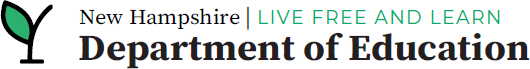 New Hampshire | LIVE FREE AND LEARN
Department of Education